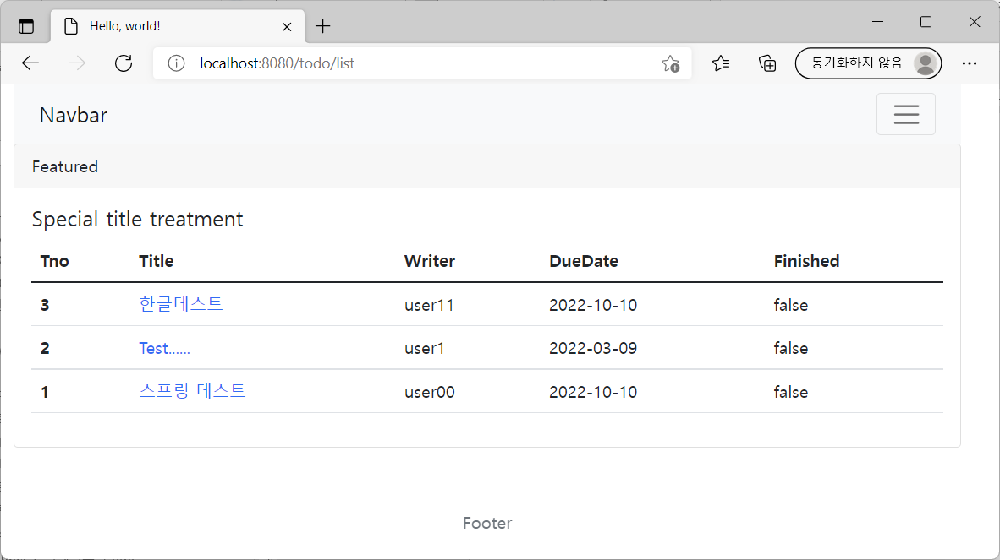 Hello, world!
localhost:8080/todo/list
동기화하지 않음
Navbar
Featured
Special title treatment
Tno Title Writer DueDate Finished
3 한글테스트 user11 2022-10-10 false
2 Test...... user1 2022-03-09 false
1 스프링 테스트 user00 2022-10-10 false
Footer